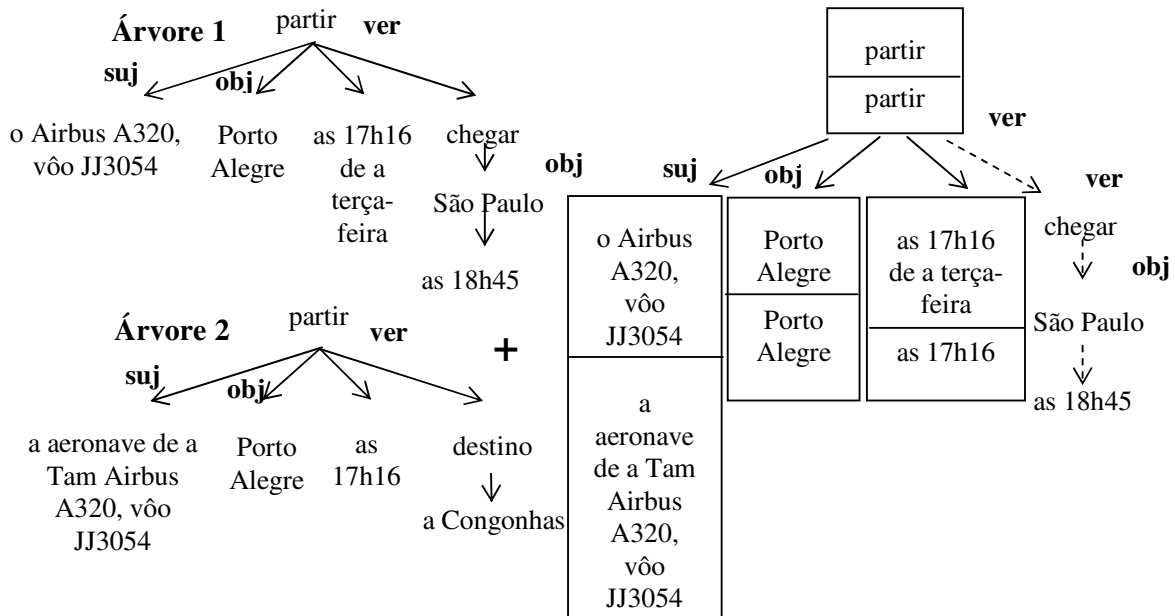 Árvore 1
partir
ver
suj
obj
o Airbus A320,
vôo JJ3054
Porto
Alegre
as 17h16
de a
terça-
feira
chegar
obj
São Paulo
as 18h45
Árvore 2
partir
ver
suj
obj
a aeronave de a
Tam Airbus
A320, vôo
JJ3054
Porto
Alegre
as
17h16
destino
a Congonhas
+
partir
partir
ver
suj
obj
ver
o Airbus
A320,
vôo
JJ3054
a
aeronave
de a Tam
Airbus
A320,
vôo
JJ3054
Porto
Alegre
Porto
Alegre
as 17h16
de a terça-
feira
as 17h16
chegar
obj
São Paulo
as 18h45